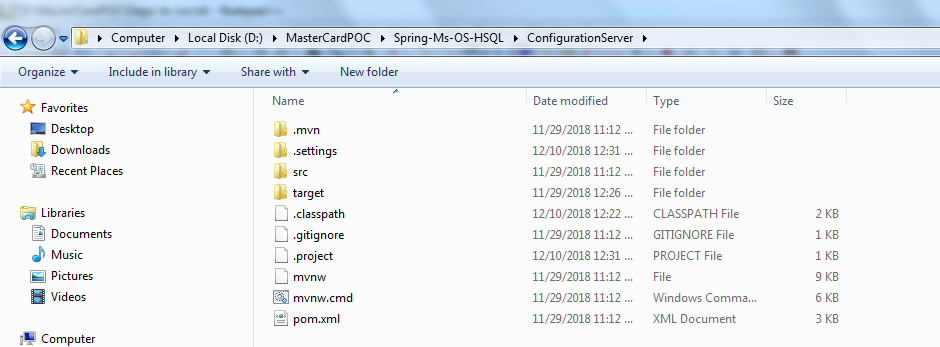 Computer Local Disk (D:) MasterCardPOC Spring-Ms-OS-HSQL ConfigurationServer
Organize Include in library Share with New folder
Favorites
Desktop
Downloads
Recent Places
Libraries
Documents
Music
Pictures
Videos
Computer
Name Date modified Type Size
.mvn 11/29/2018 11:12 ... File folder
.settings 12/10/2018 12:31 ... File folder
src 11/29/2018 11:12 ... File folder
target 11/29/2018 12:26 ... File folder
.classpath 12/10/2018 12:22 ... CLASSPATH File 2 KB
.gitignore 11/29/2018 11:12 ... GITIGNORE File 1 KB
.project 12/10/2018 12:31 ... PROJECT File 1 KB
mvnw 11/29/2018 11:12 ... File 9 KB
mvnw.cmd 11/29/2018 11:12 ... Windows Comma... 6 KB
pom.xml 11/29/2018 11:12 ... XML Document 3 KB